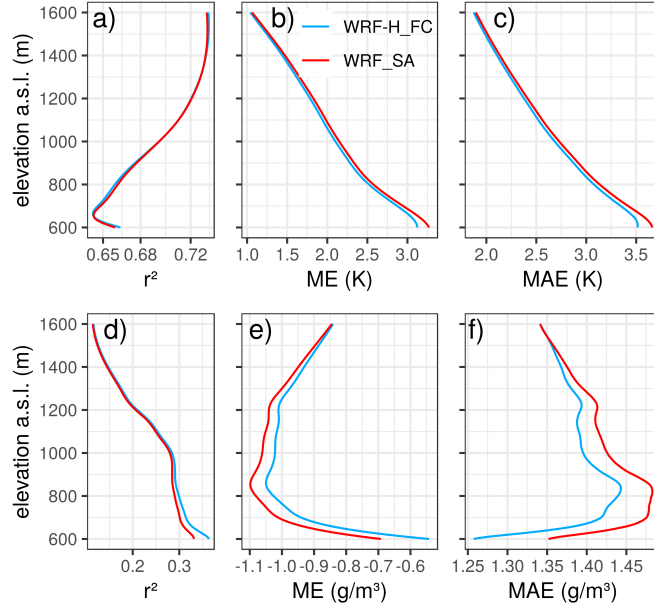 a)
b)
c)
WRF-H_FC
WRF_SA
elevation a.s.l. (m)
1600
1400
1200
1000
800
600
0.65 0.68 0.72
1.0 1.5 2.0 2.5 3.0
2.0 2.5 3.0 3.5
r²
ME (K)
MAE (K)
d)
e)
f)
elevation a.s.l. (m)
1600
1400
1200
1000
800
600
0.2 0.3
-1.1 -1.0 -0.9 -0.8 -0.7 -0.6
1.25 1.30 1.35 1.40 1.45
r²
ME (g/m³)
MAE (g/m³)